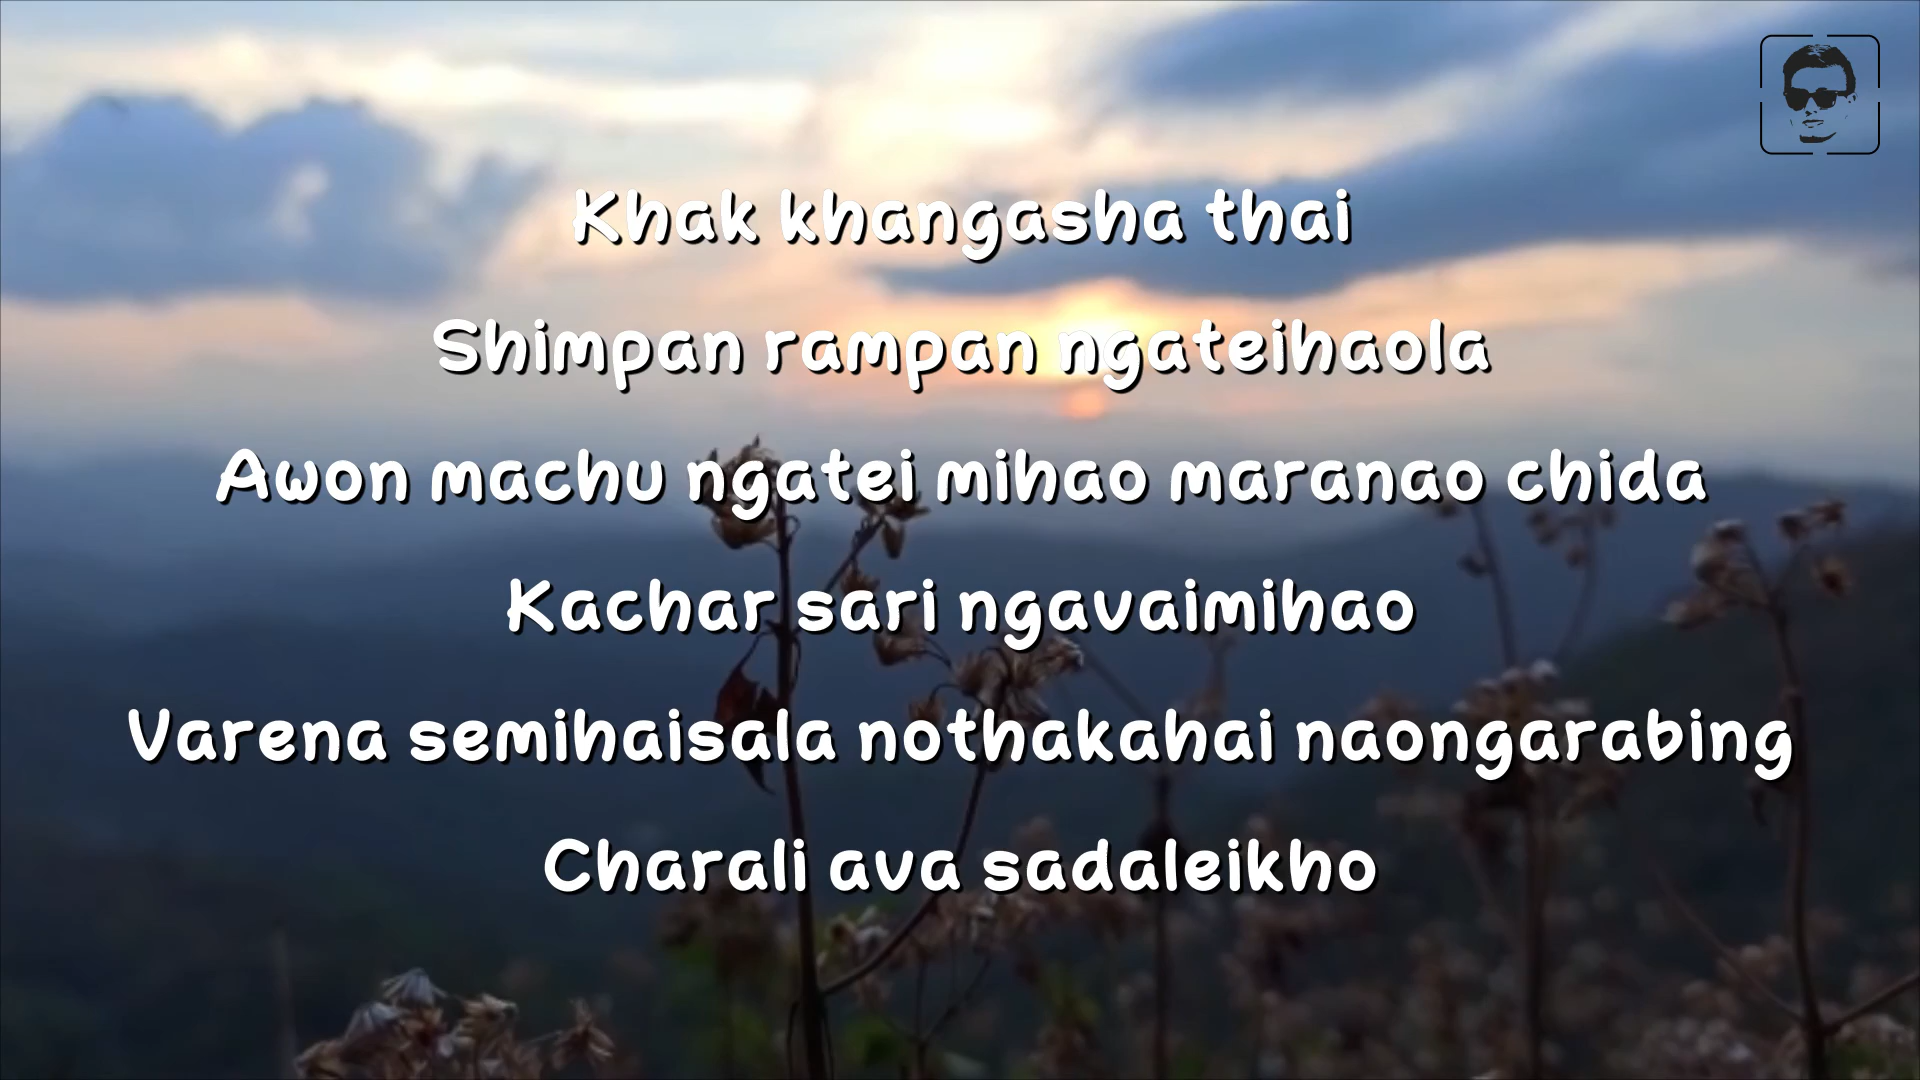 Khak khangasha thai
Shimpan rampan ngateihaola
Awon machu ngatei mihao maranao chida
Kachar sari ngavaimihao
Varena semihaisala nothakahai naongarabing
Charali ava sadaleikho